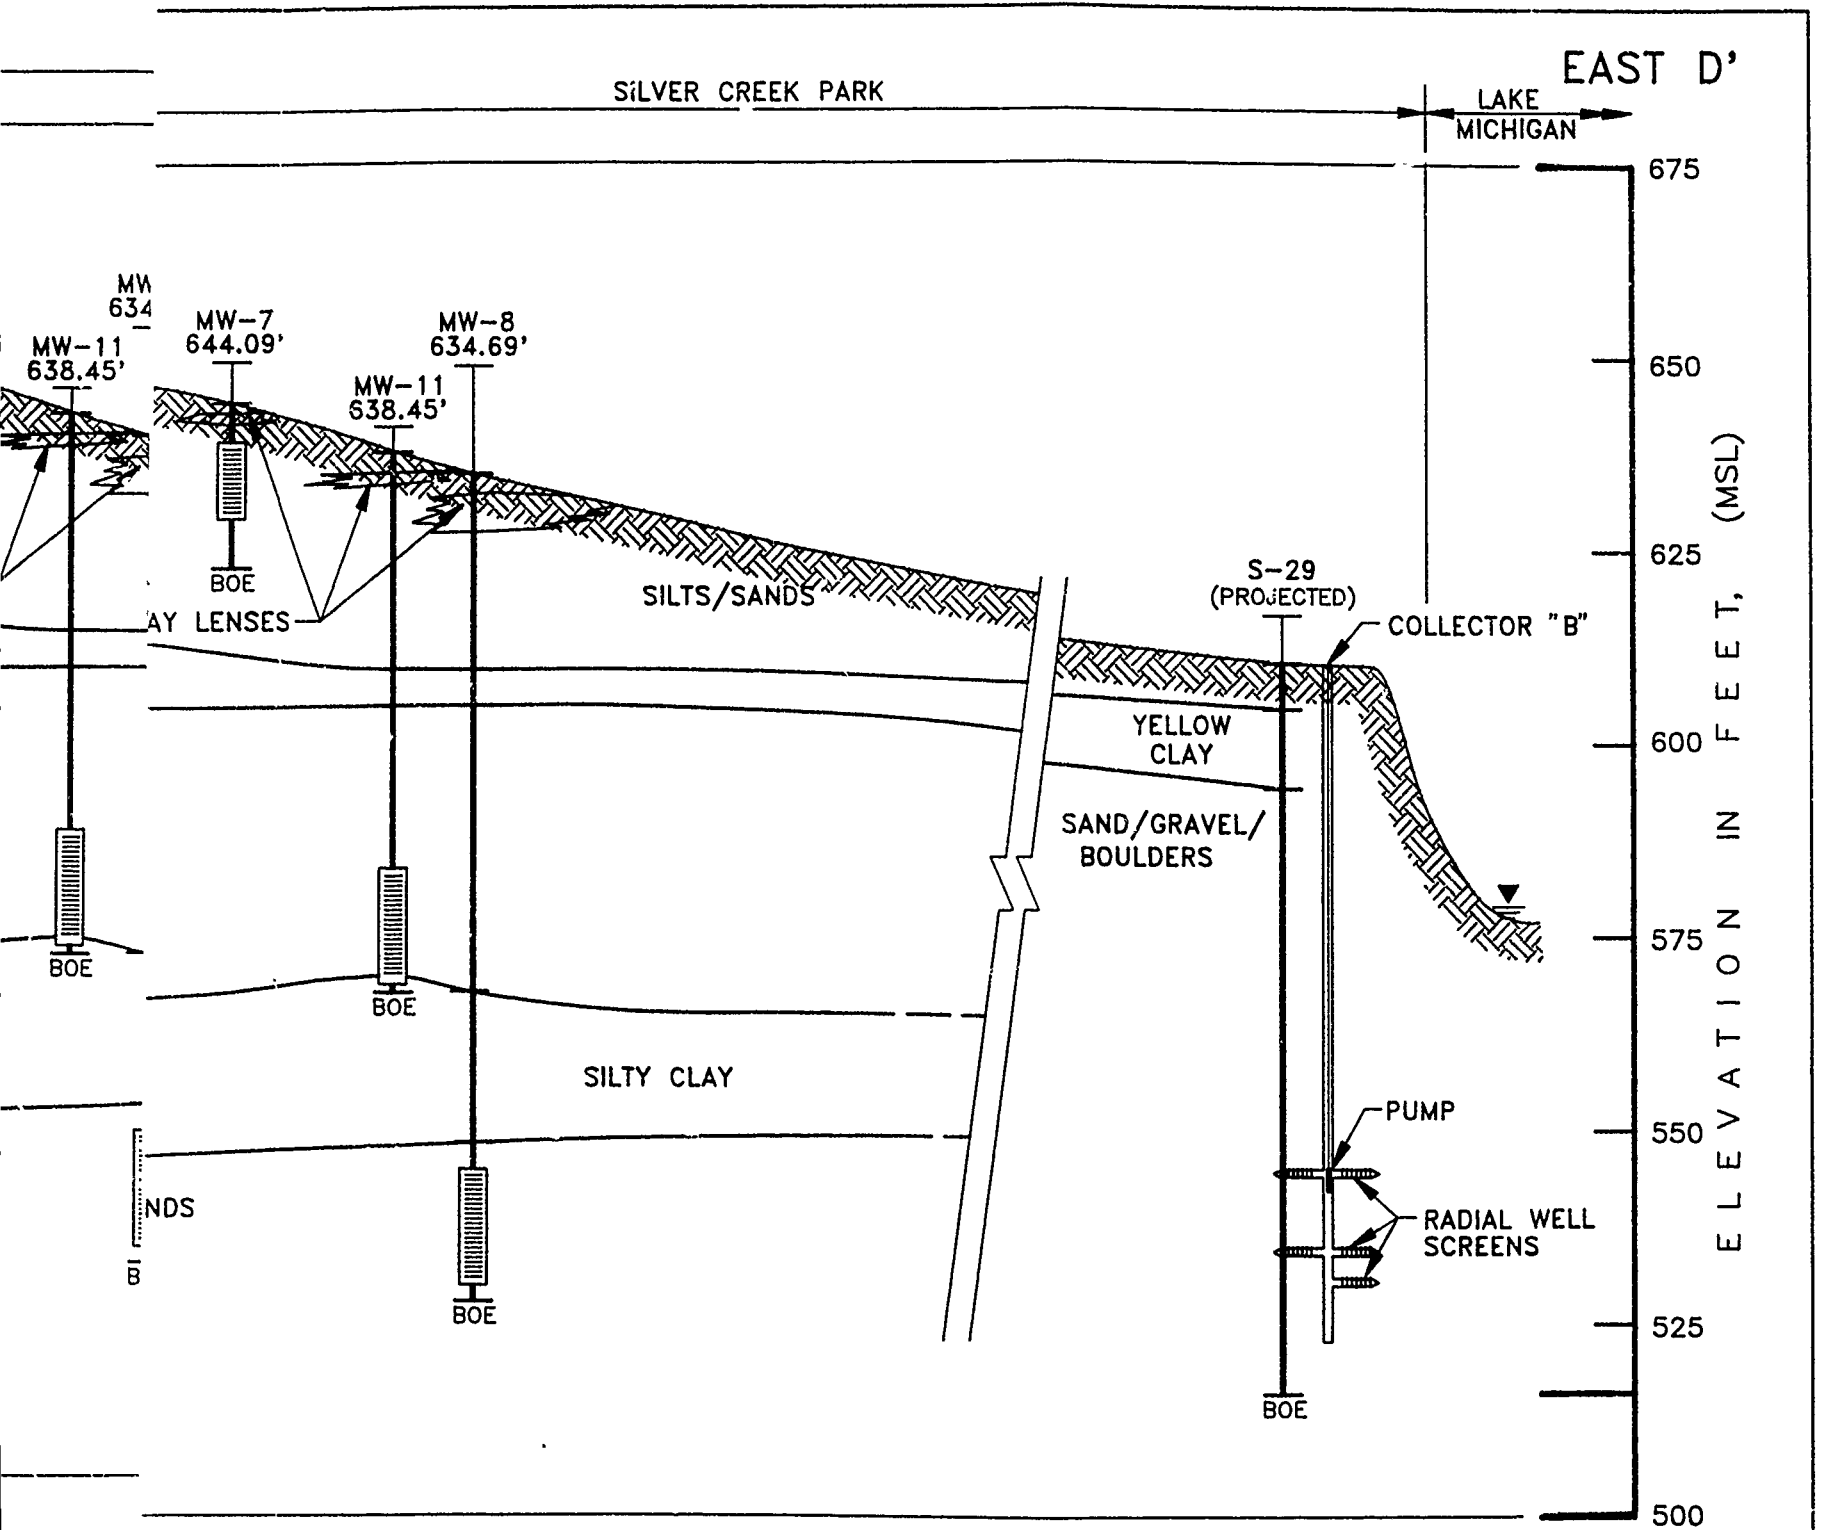 EAST D'
SILVER CREEK PARK
LAKE
MICHIGAN
675
MW
634
MW-7
644.09'
MW-8
634.69'
MW-11
638.45'
650
MW-11
638.45'
625
BOE
S-29
(PROJECTED)
SILTS/SANDS
AY LENSES
COLLECTOR "B"
YELLOW
CLAY
600
SAND/GRAVEL/
BOULDERS
575
BOE
BOE
SILTY CLAY
PUMP
550
NDS
RADIAL WELL
SCREENS
B
BOE
525
BOE
500
ELEVATION IN FEET, (MSL)